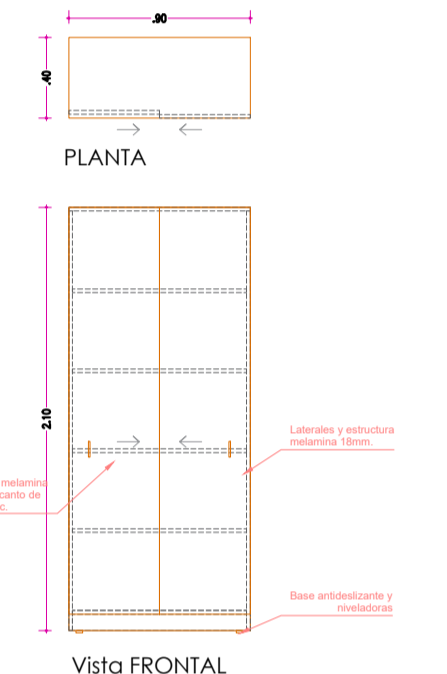 .90
.40
PLANTA
2.10
Laterales y estructura
melamina 18mm.
melamina
canto de
c.
Base antideslizante y
niveladoras
Vista FRONTAL